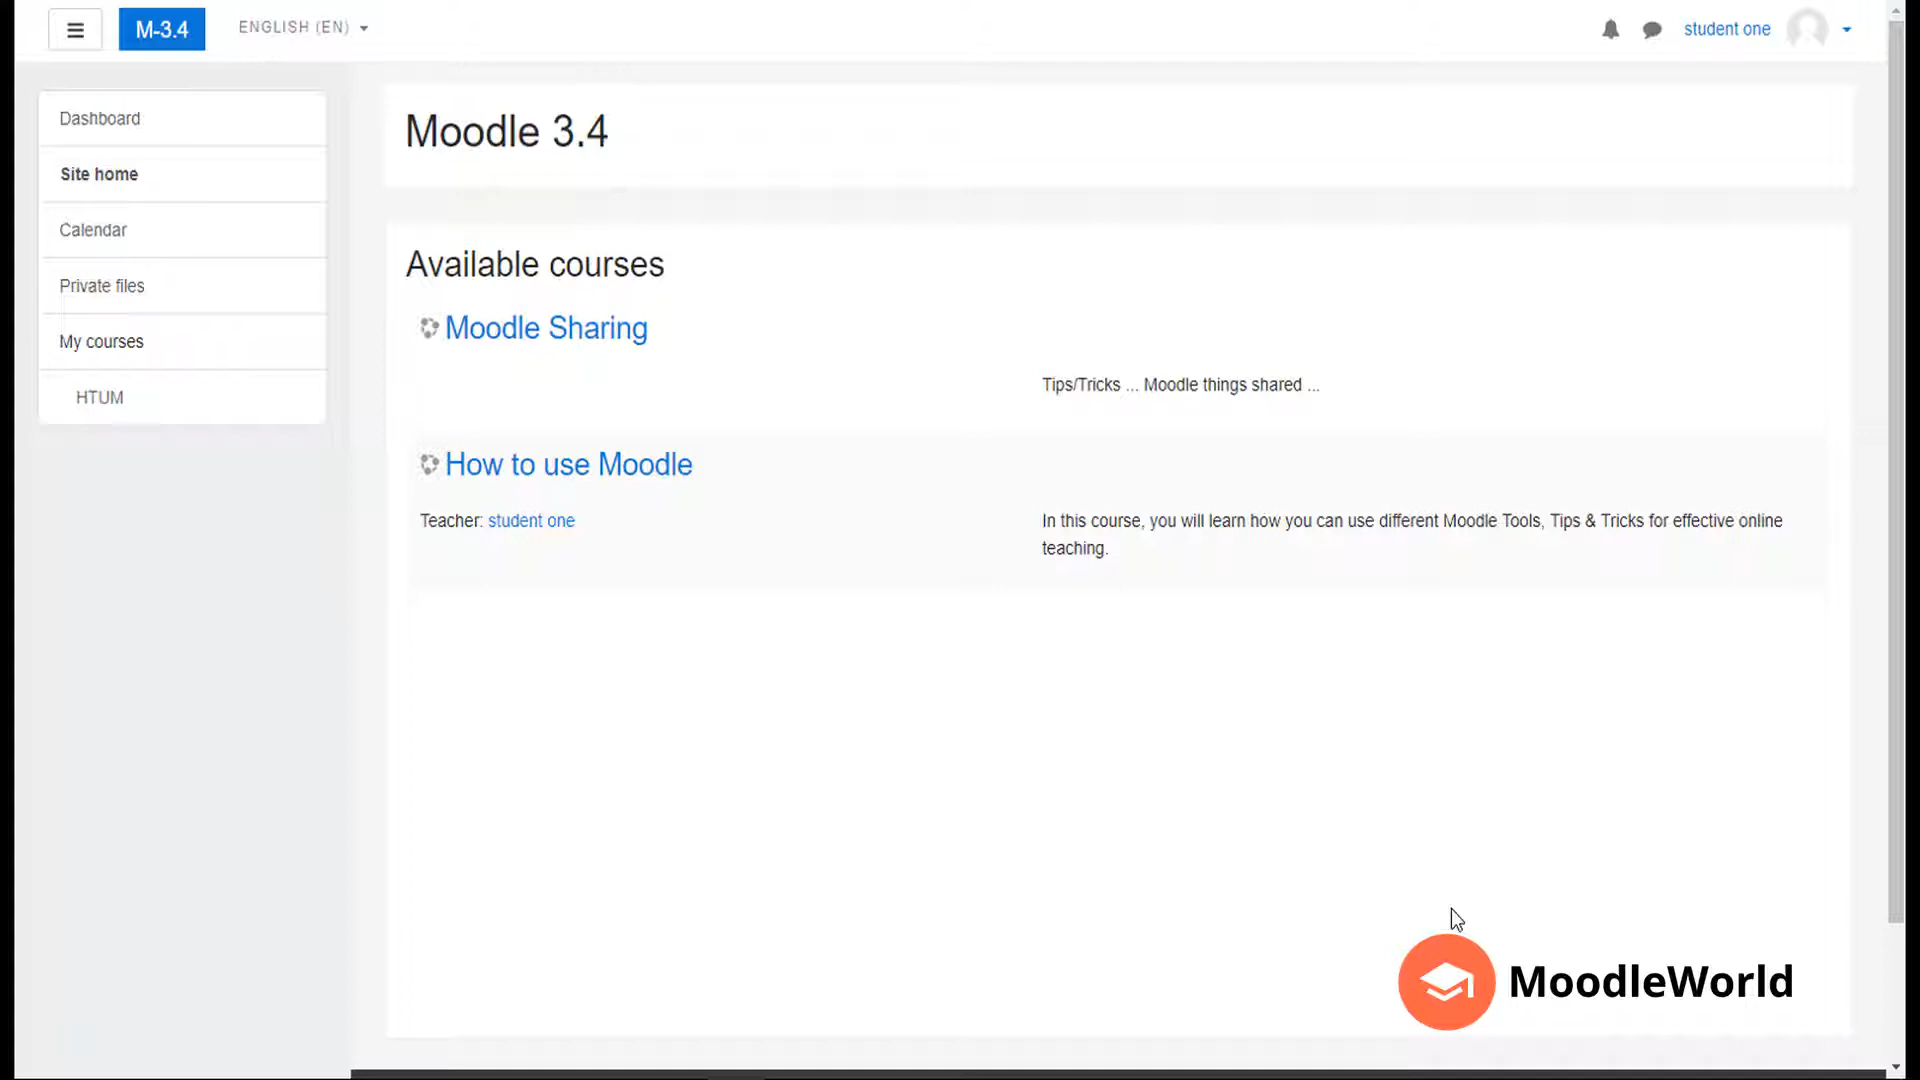 M-3.4
ENGLISH (EN)
student one
Dashboard
Site home
Calendar
Private files
My courses
HTUM
Moodle 3.4
Available courses
Moodle Sharing
Tips/Tricks ... Moodle things shared ...
How to use Moodle
Teacher: student one
In this course, you will learn how you can use different Moodle Tools, Tips & Tricks for effective online
teaching.
MoodleWorld